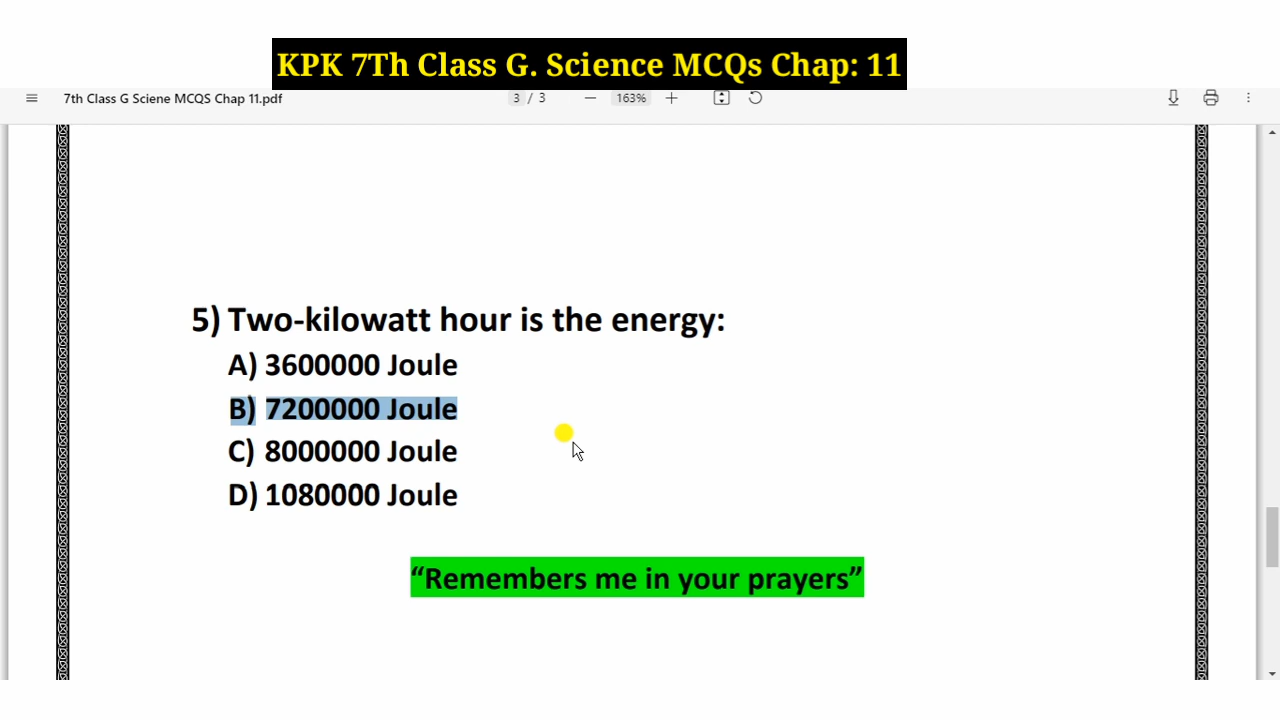 KPK 7Th Class G. Science MCQs Chap: 11
7th Class G Sciene MCQS Chap 11.pdf
3 / 3
163%
5) Two-kilowatt hour is the energy:
A) 3600000 Joule
B) 7200000 Joule
C) 8000000 Joule
D) 1080000 Joule
“Remembers me in your prayers”